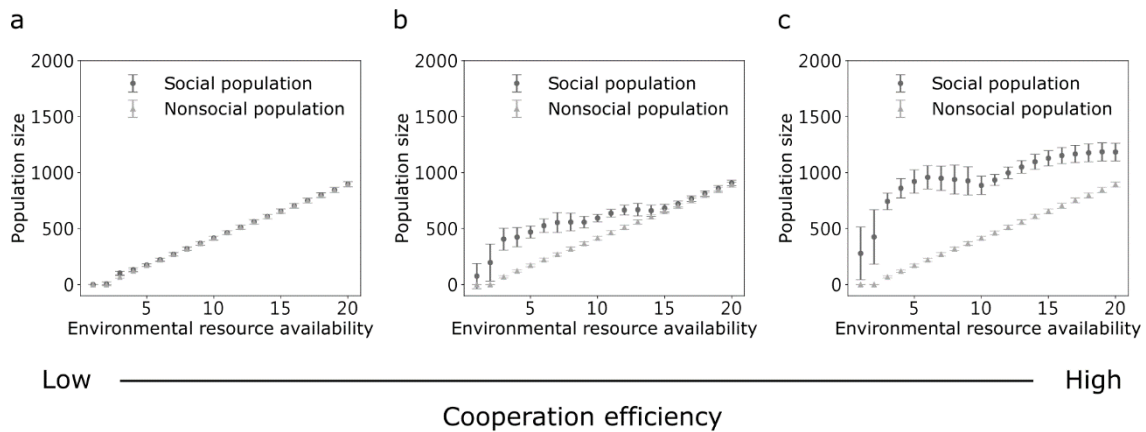 a
b
c
2000
1500
1000
500
0
Population size
Social population
Nonsocial population
5
10
15
20
Environmental resource availability
2000
1500
1000
500
0
Population size
Social population
Nonsocial population
5
10
15
20
Environmental resource availability
2000
1500
1000
500
0
Population size
Social population
Nonsocial population
5
10
15
20
Environmental resource availability
Low
High
Cooperation efficiency